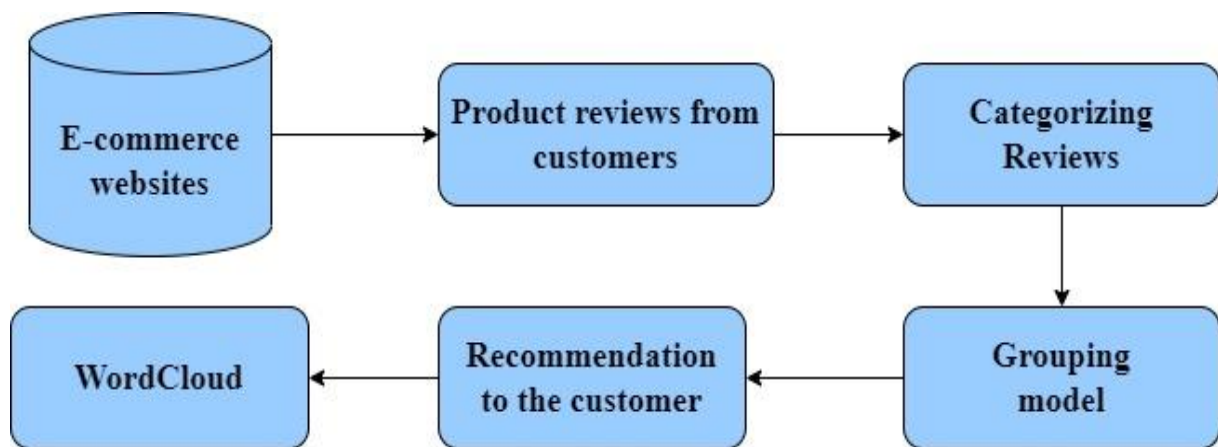 E-commerce
websites
Product reviews from
customers
Categorizing
Reviews
Grouping
model
Recommendation
to the customer
WordCloud